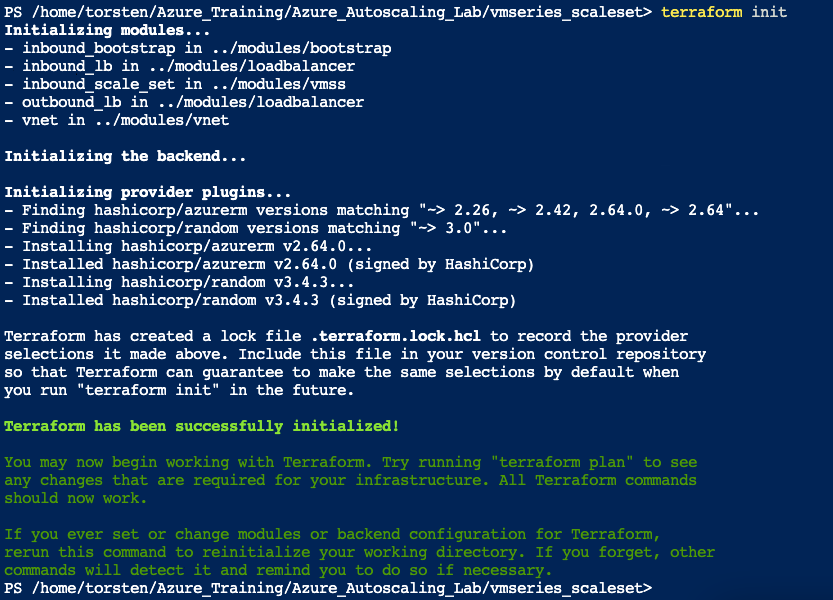 PS /home/torsten/Azure_Training/Azure_Autoscaling_Lab/vmseries_scaleset> terraform init
Initializing modules...
- inbound_bootstrap in ../modules/bootstrap
- inbound_lb in ../modules/loadbalancer
- inbound_scale_set in ../modules/vmss
- outbound_lb in ../modules/loadbalancer
- vnet in ../modules/vnet

Initializing the backend...

Initializing provider plugins...
- Finding hashicorp/azurerm versions matching "~> 2.26, ~> 2.42, 2.64.0, ~> 2.64"...
- Finding hashicorp/random versions matching "~> 3.0"...
- Installing hashicorp/azurerm v2.64.0...
- Installed hashicorp/azurerm v2.64.0 (signed by HashiCorp)
- Installing hashicorp/random v3.4.3...
- Installed hashicorp/random v3.4.3 (signed by HashiCorp)

Terraform has created a lock file .terraform.lock.hcl to record the provider
selections it made above. Include this file in your version control repository
so that Terraform can guarantee to make the same selections by default when
you run "terraform init" in the future.

Terraform has been successfully initialized!

You may now begin working with Terraform. Try running "terraform plan" to see
any changes that are required for your infrastructure. All Terraform commands
should now work.

If you ever set or change modules or backend configuration for Terraform,
rerun this command to reinitialize your working directory. If you forget, other
commands will detect it and remind you to do so if necessary.
PS /home/torsten/Azure_Training/Azure_Autoscaling_Lab/vmseries_scaleset>